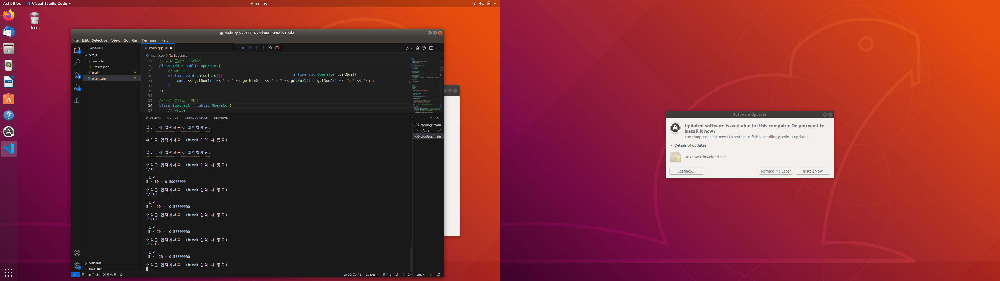 Activities
Visual Studio Code
월 13 : 39
Trash
main.cpp - OJT_4 - Visual Studio Code
File Edit Selection View Go Run Terminal Help
EXPLORER
OJT_4
.vscode
tasks.json
main M
main.cpp M
OUTLINE
TIMELINE
main.cpp M
main.cpp > Subtract
27 // 자식 클래스 : 더하기
28 class Add : public Operator{
29 // write
inline int Operator::getNum1()
30 virtual void calculate(){
31 cout << getNum1() << " + " << getNum2() << " = " << getNum1() + getNum2() << '\n' << '\n';
32 }
33 };
34
35 // 자식 클래스 : 빼기
36 class Subtract : public Operator{
37 // write
PROBLEMS OUTPUT DEBUG CONSOLE TERMINAL
올바르게 입력했는지 확인하세요.
===============================
수식을 입력하세요. (break 입력 시 종료)
올바르게 입력했는지 확인하세요.
===============================
수식을 입력하세요. (break 입력 시 종료)
5/10
[출력]
5 / 10 = 0.50000000
수식을 입력하세요. (break 입력 시 종료)
5/-10
[출력]
5 / -10 = -0.50000000
수식을 입력하세요. (break 입력 시 종료)
-5/10
[출력]
-5 / 10 = -0.50000000
수식을 입력하세요. (break 입력 시 종료)
-5/-10
[출력]
-5 / -10 = 0.50000000
수식을 입력하세요. (break 입력 시 종료)
cppdbg: main
C/C++: ...
cppdbg: main
main* 0 0
Ln 36, Col 12 Spaces: 4 UTF-8 LF {} C++ Linux
Software Updater
Updated software is available for this computer. Do you want to
install it now?
The computer also needs to restart to finish installing previous updates.
Details of updates
Unknown download size.
Settings...
Remind Me Later
Install Now